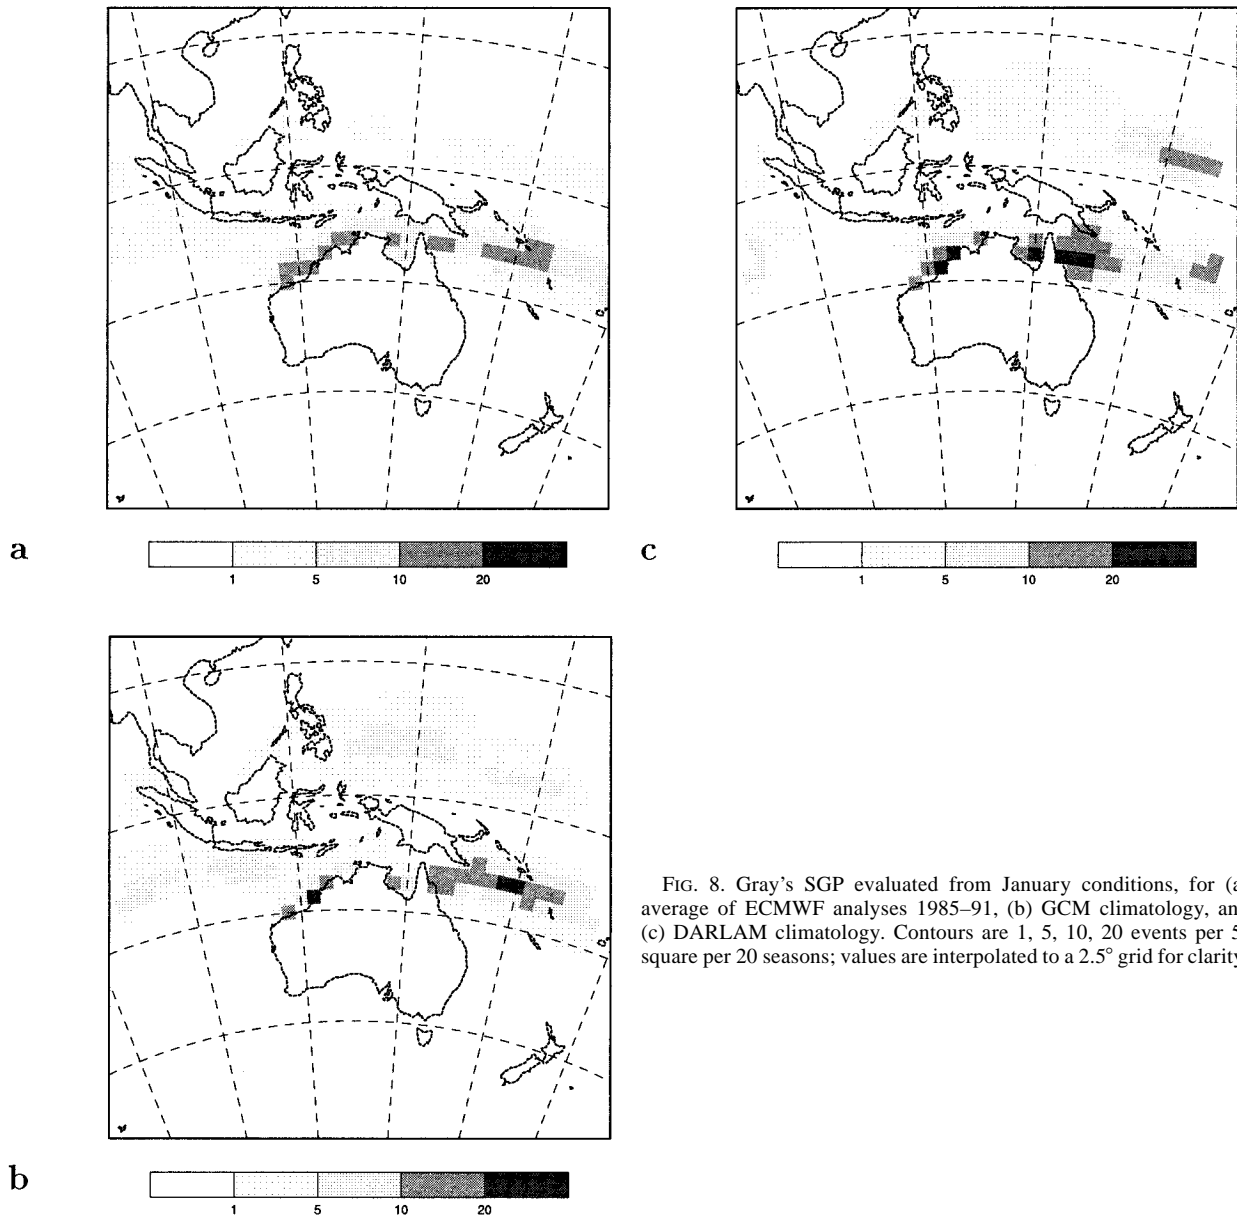 a
1 5 10 20
c
1 5 10 20
b
1 5 10 20
FIG. 8. Gray's SGP evaluated from January conditions, for (a
average of ECMWF analyses 1985–91, (b) GCM climatology, an
(c) DARLAM climatology. Contours are 1, 5, 10, 20 events per 5
square per 20 seasons; values are interpolated to a 2.5° grid for clarity